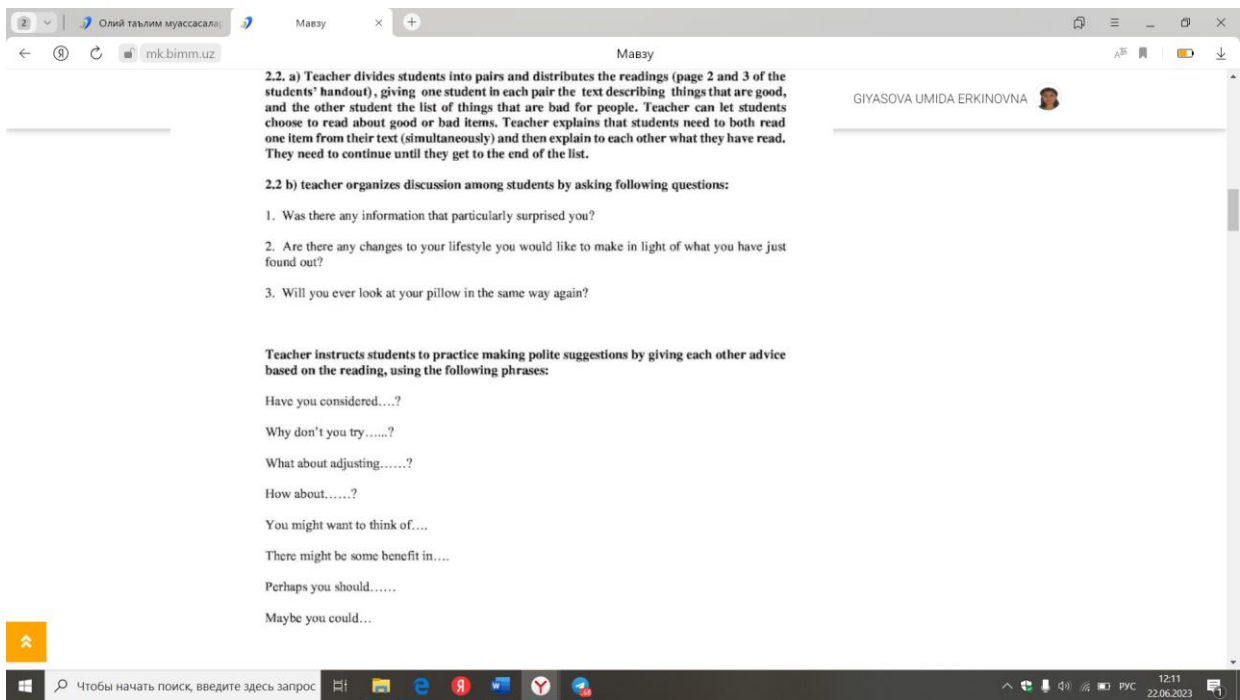 2
Олий таълим муассасалар
Мавзу
mk.bimm.uz
Мавзу
GIYASOVA UMIDA ERKINOVNA
2.2. a) Teacher divides students into pairs and distributes the readings (page 2 and 3 of the
students’ handout), giving one student in each pair the text describing things that are good,
and the other student the list of things that are bad for people. Teacher can let students
choose to read about good or bad items. Teacher explains that students need to both read
one item from their text (simultaneously) and then explain to each other what they have read.
They need to continue until they get to the end of the list.
2.2 b) teacher organizes discussion among students by asking following questions:
1. Was there any information that particularly surprised you?
2. Are there any changes to your lifestyle you would like to make in light of what you have just
found out?
3. Will you ever look at your pillow in the same way again?
Teacher instructs students to practice making polite suggestions by giving each other advice
based on the reading, using the following phrases:
Have you considered….?
Why don’t you try…...?
What about adjusting……?
How about……?
You might want to think of….
There might be some benefit in….
Perhaps you should……
Maybe you could…
Чтобы начать поиск, введите здесь запрос
РУС
12:11
22.06.2023